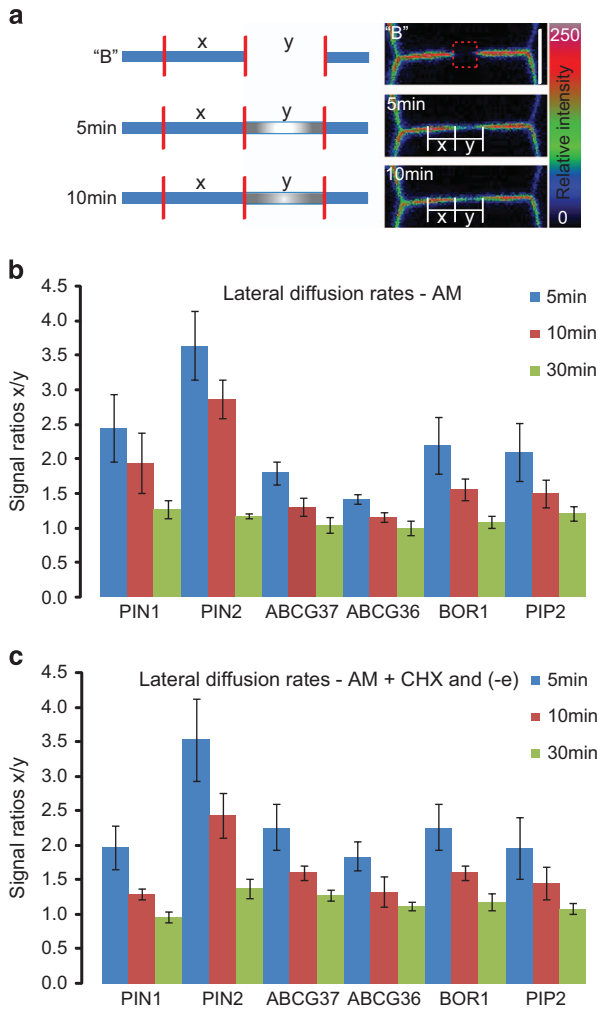 a
"B" x y
5min x y
10min x y
"B"
5min
x y
10min
x y
250
Relative intensity
0
b
Lateral diffusion rates - AM
5min
10min
30min
Signal ratios x/y
4.5
4.0
3.5
3.0
2.5
2.0
1.5
1.0
0.5
0.0
PIN1 PIN2 ABCG37 ABCG36 BOR1 PIP2
c
Lateral diffusion rates - AM + CHX and (-e)
5min
10min
30min
Signal ratios x/y
4.5
4.0
3.5
3.0
2.5
2.0
1.5
1.0
0.5
0.0
PIN1 PIN2 ABCG37 ABCG36 BOR1 PIP2